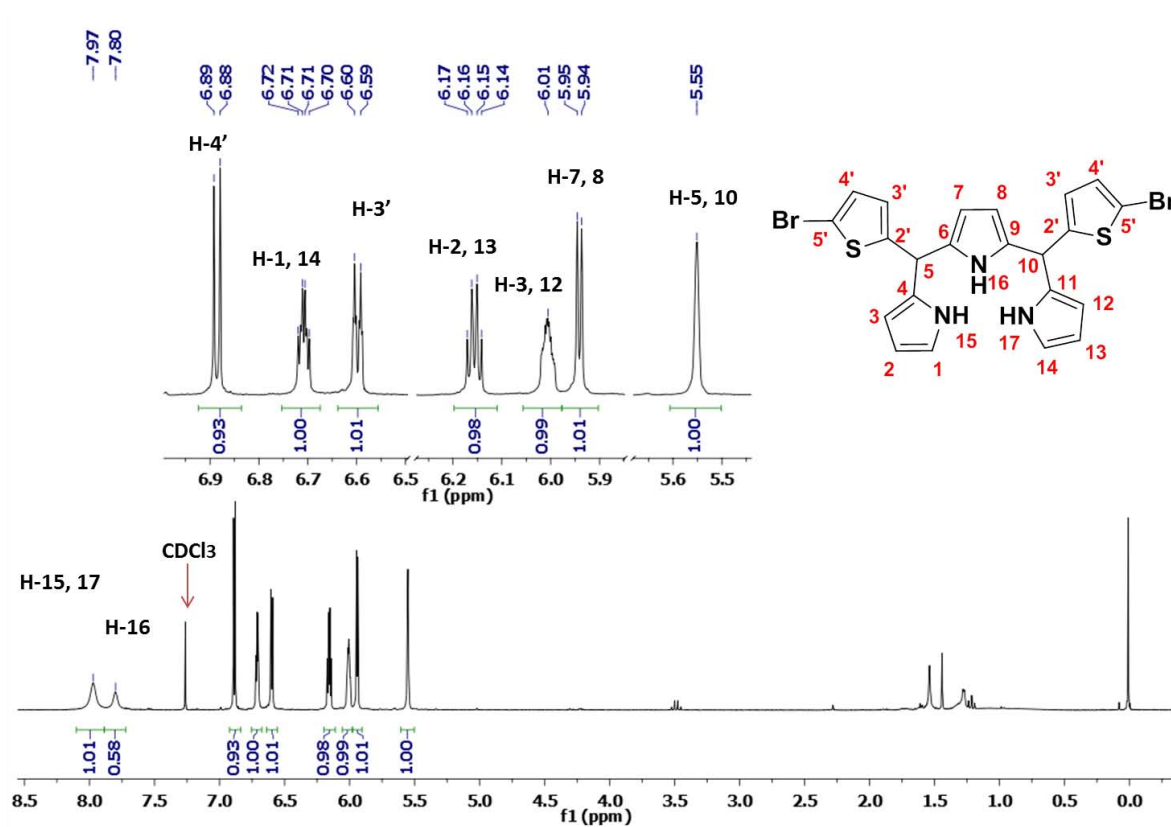 7.97
7.80
6.89
6.88
6.72
6.71
6.71
6.70
6.60
6.59
6.17
6.16
6.15
6.14
6.01
5.95
5.94
5.55
H-4'
H-1, 14
H-3'
H-2, 13
H-3, 12
H-7, 8
H-5, 10
0.93
1.00
1.01
0.98
0.99
1.01
1.00
6.9 6.8 6.7 6.6 6.5 6.2 6.1 6.0 5.9 5.6 5.5
f1 (ppm)
4' 3' 7 8 3' 4'
Br 5' S 2' 6 9 2' S 5' Br
5 N H 16 10
4 11
3 NH HN 12
15 17
2 1 14 13
H-15, 17
H-16
CDCl3
1.01
0.58
0.93
1.00
1.01
0.98
0.99
1.01
1.00
8.5 8.0 7.5 7.0 6.5 6.0 5.5 5.0 4.5 4.0 3.5 3.0 2.5 2.0 1.5 1.0 0.5 0.0
f1 (ppm)